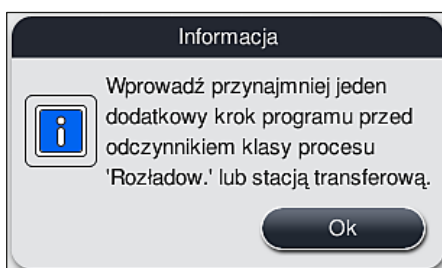 Informacja
Wprowadź przynajmniej jeden
dodatkowy krok programu przed
odczynnikiem klasy procesu
'Rozładow.' lub stacją transferową.
Ok